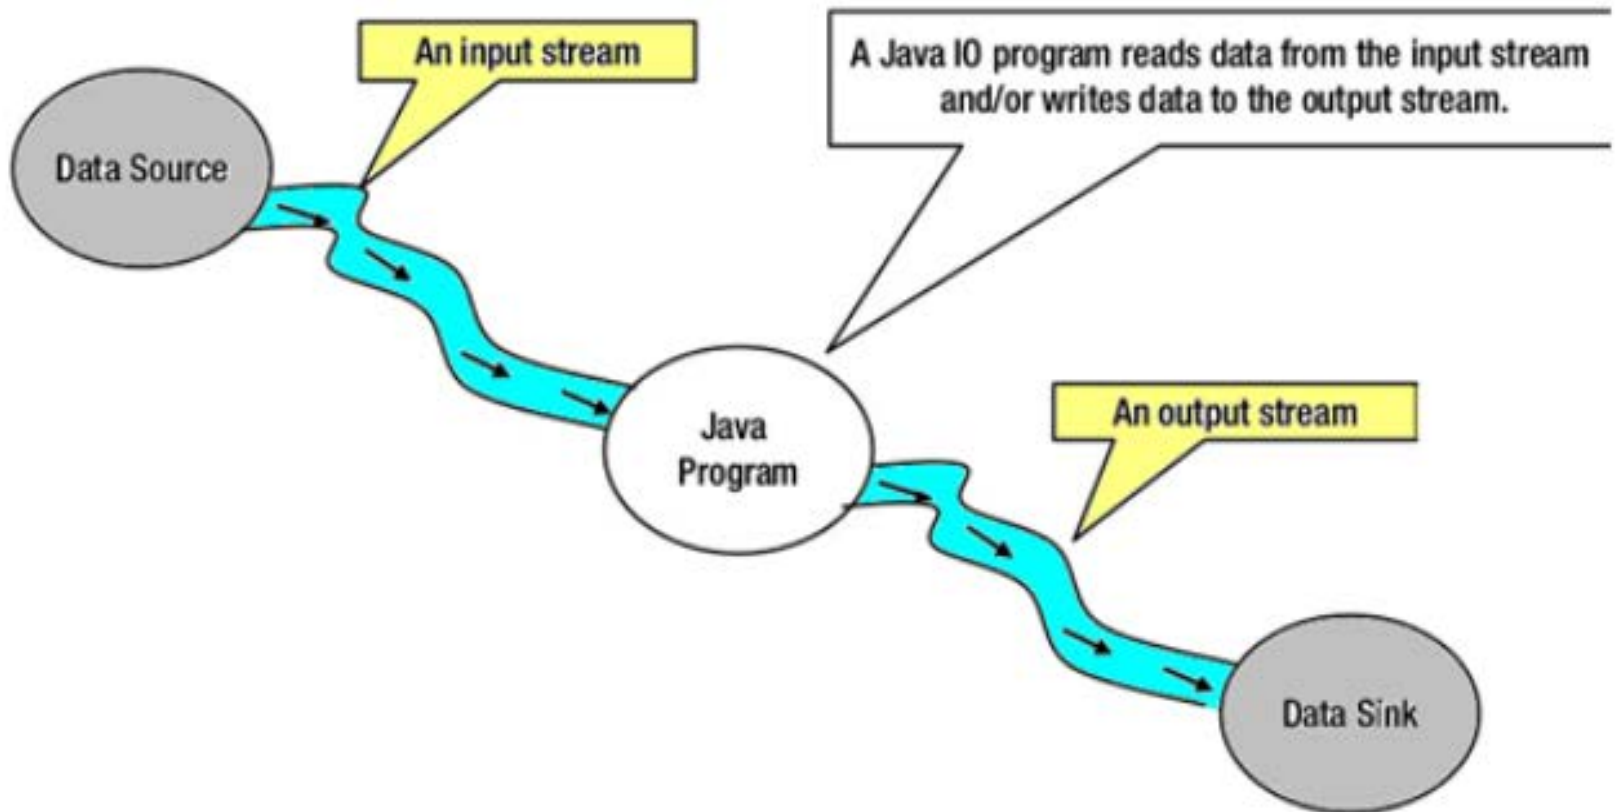 An input stream
A Java IO program reads data from the input stream
and/or writes data to the output stream.
Data Source
Java
Program
An output stream
Data Sink